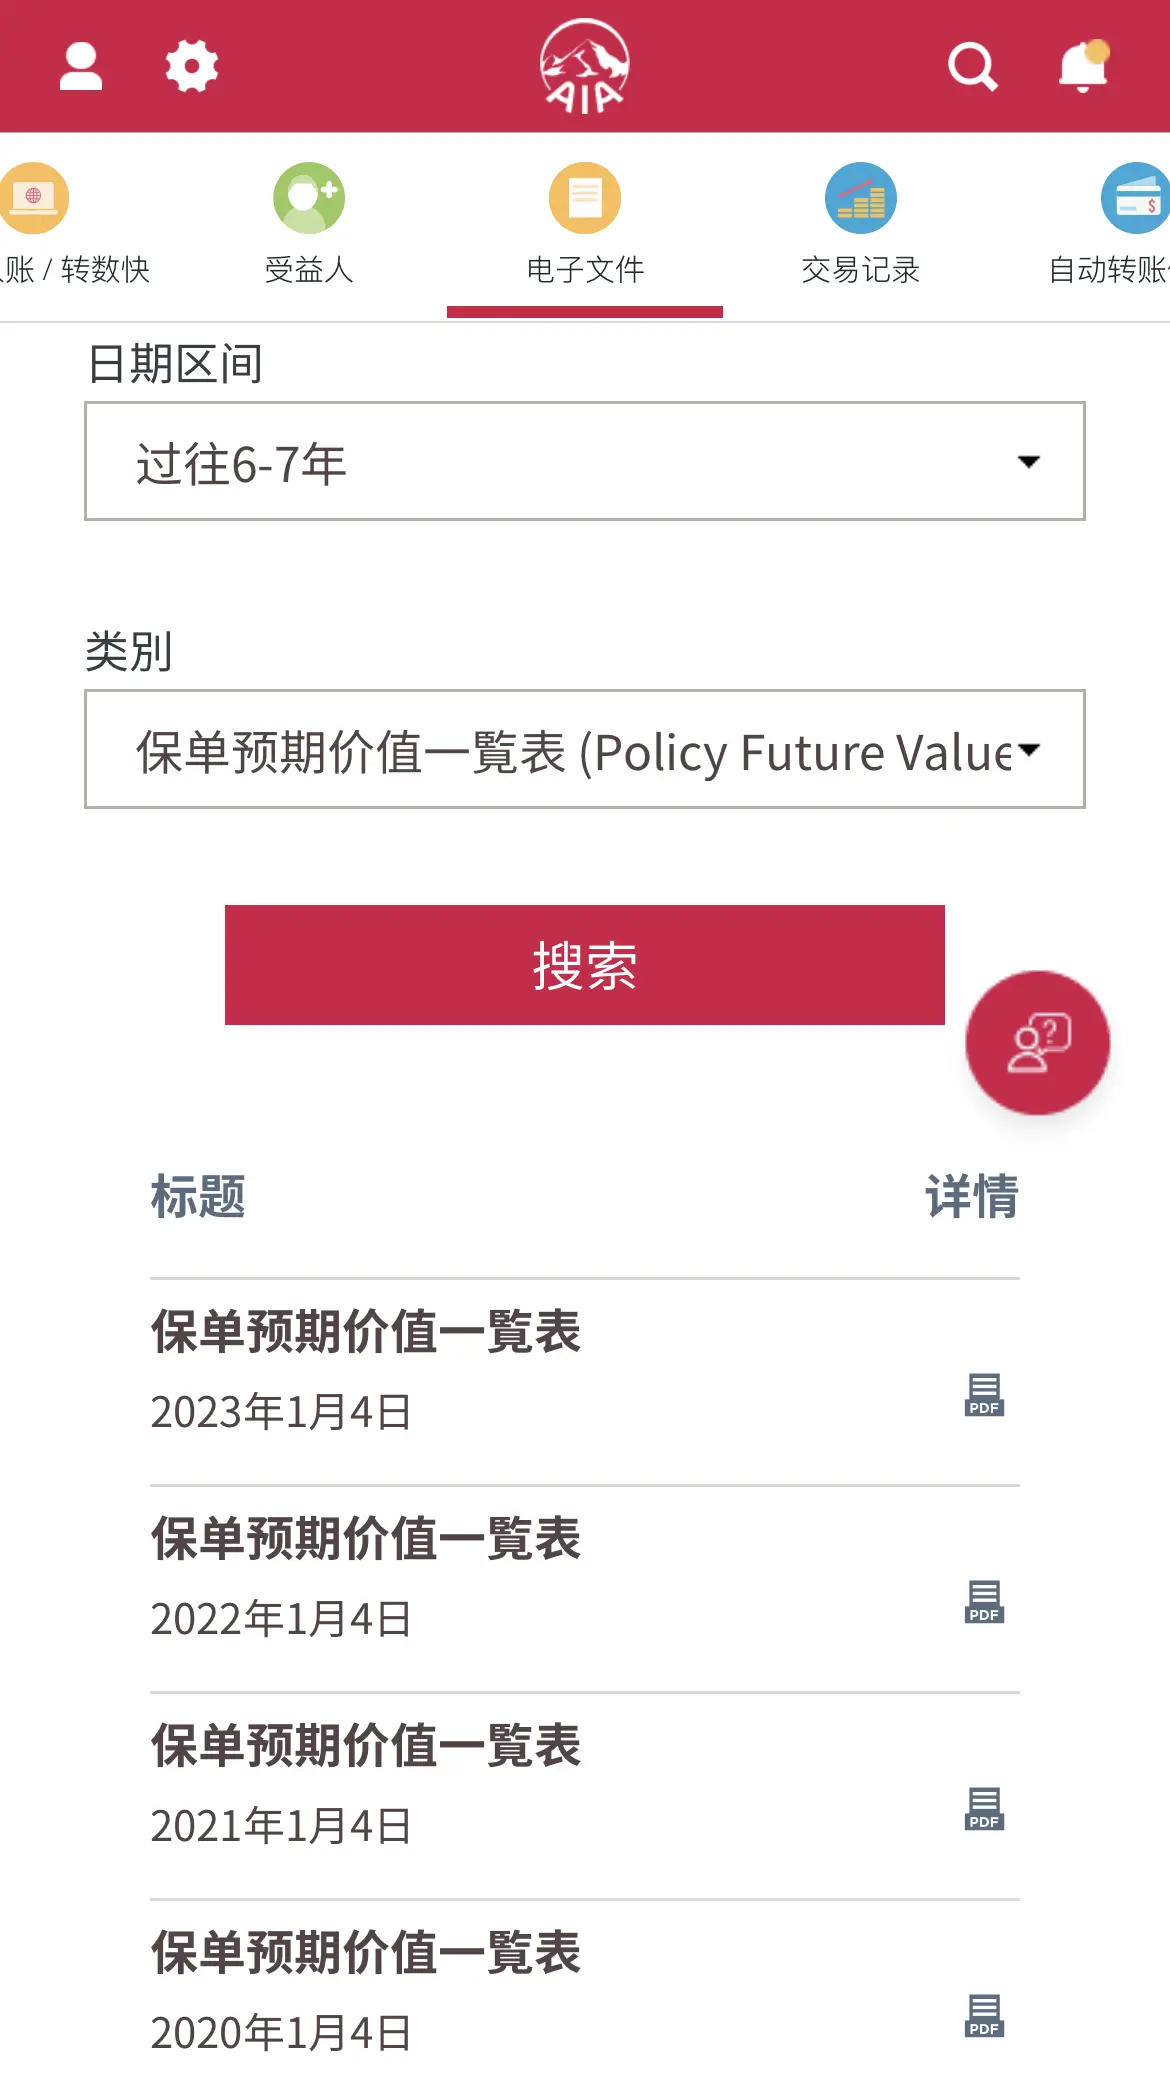 AIA
账 / 转数快
受益人
电子文件
交易记录
自动转账
日期区间
过往6-7年
类別
保单预期价值一覧表 (Policy Future Value
搜索
标题
详情
保单预期价值一覧表
2023年1月4日
PDF
保单预期价值一覧表
2022年1月4日
PDF
保单预期价值一覧表
2021年1月4日
PDF
保单预期价值一覧表
2020年1月4日
PDF